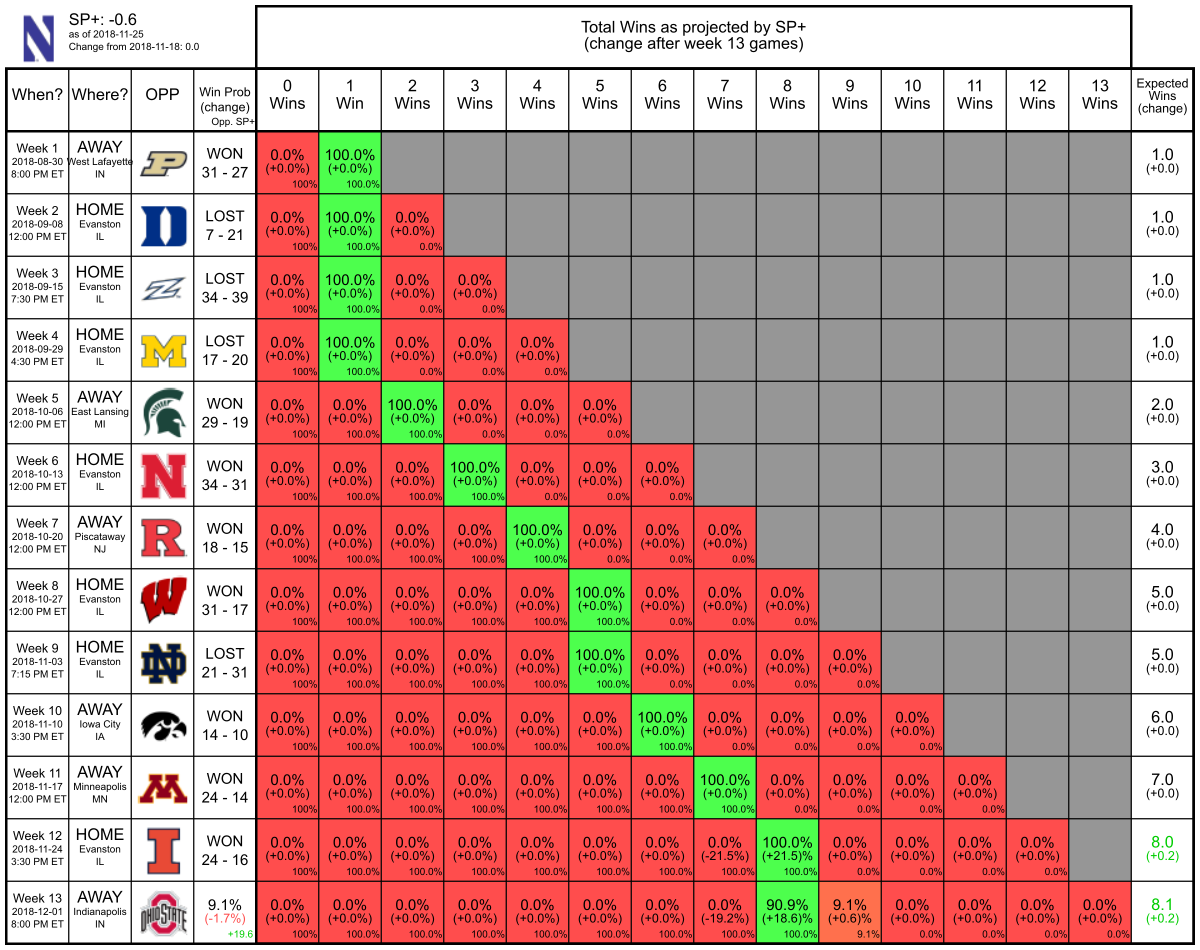 SP+: -0.6
as of 2018-11-25
Change from 2018-11-18: 0.0
N
Total Wins as projected by SP+
(change after week 13 games)
When? Where? OPP Win Prob (change) Opp. SP+ 0 Wins 1 Win 2 Wins 3 Wins 4 Wins 5 Wins 6 Wins 7 Wins 8 Wins 9 Wins 10 Wins 11 Wins 12 Wins 13 Wins Expected Wins (change)
Week 1 AWAY WON 0.0% 100.0% 1.0
2018-08-30 West Lafayette P 31 - 27 (+0.0%) (+0.0%) (+0.0)
8:00 PM ET IN 100% 100.0%
Week 2 HOME LOST 0.0% 100.0% 0.0% 1.0
2018-09-08 Evanston D 7 - 21 (+0.0%) (+0.0%) (+0.0%) (+0.0)
12:00 PM ET IL 100% 100.0% 0.0%
Week 3 HOME LOST 0.0% 100.0% 0.0% 0.0% 1.0
2018-09-15 Evanston Z 34 - 39 (+0.0%) (+0.0%) (+0.0%) (+0.0%) (+0.0)
7:30 PM ET IL 100% 100.0% 0.0% 0.0%
Week 4 HOME LOST 0.0% 100.0% 0.0% 0.0% 0.0% 1.0
2018-09-29 Evanston M 17 - 20 (+0.0%) (+0.0%) (+0.0%) (+0.0%) (+0.0%) (+0.0)
4:30 PM ET IL 100% 100.0% 0.0% 0.0% 0.0%
Week 5 AWAY WON 0.0% 0.0% 100.0% 0.0% 0.0% 0.0% 2.0
2018-10-06 East Lansing 29 - 19 (+0.0%) (+0.0%) (+0.0%) (+0.0%) (+0.0%) (+0.0%) (+0.0)
12:00 PM ET MI 100% 100.0% 100.0% 0.0% 0.0% 0.0%
Week 6 HOME WON 0.0% 0.0% 0.0% 100.0% 0.0% 0.0% 0.0% 3.0
2018-10-13 Evanston N 34 - 31 (+0.0%) (+0.0%) (+0.0%) (+0.0%) (+0.0%) (+0.0%) (+0.0%) (+0.0)
12:00 PM ET IL 100% 100.0% 100.0% 100.0% 0.0% 0.0% 0.0%
Week 7 AWAY WON 0.0% 0.0% 0.0% 0.0% 100.0% 0.0% 0.0% 0.0% 4.0
2018-10-20 Piscataway R 18 - 15 (+0.0%) (+0.0%) (+0.0%) (+0.0%) (+0.0%) (+0.0%) (+0.0%) (+0.0%) (+0.0)
12:00 PM ET NJ 100% 100.0% 100.0% 100.0% 100.0% 0.0% 0.0% 0.0%
Week 8 HOME WON 0.0% 0.0% 0.0% 0.0% 0.0% 100.0% 0.0% 0.0% 0.0% 5.0
2018-10-27 Evanston W 31 - 17 (+0.0%) (+0.0%) (+0.0%) (+0.0%) (+0.0%) (+0.0%) (+0.0%) (+0.0%) (+0.0%) (+0.0)
12:00 PM ET IL 100% 100.0% 100.0% 100.0% 100.0% 100.0% 0.0% 0.0% 0.0%
Week 9 HOME LOST 0.0% 0.0% 0.0% 0.0% 0.0% 100.0% 0.0% 0.0% 0.0% 0.0% 5.0
2018-11-03 Evanston ND 21 - 31 (+0.0%) (+0.0%) (+0.0%) (+0.0%) (+0.0%) (+0.0%) (+0.0%) (+0.0%) (+0.0%) (+0.0%) (+0.0)
7:15 PM ET IL 100% 100.0% 100.0% 100.0% 100.0% 100.0% 0.0% 0.0% 0.0% 0.0%
Week 10 AWAY WON 0.0% 0.0% 0.0% 0.0% 0.0% 0.0% 100.0% 0.0% 0.0% 0.0% 0.0% 6.0
2018-11-10 Iowa City 14 - 10 (+0.0%) (+0.0%) (+0.0%) (+0.0%) (+0.0%) (+0.0%) (+0.0%) (+0.0%) (+0.0%) (+0.0%) (+0.0%) (+0.0)
3:30 PM ET IA 100% 100.0% 100.0% 100.0% 100.0% 100.0% 100.0% 0.0% 0.0% 0.0% 0.0%
Week 11 AWAY WON 0.0% 0.0% 0.0% 0.0% 0.0% 0.0% 0.0% 100.0% 0.0% 0.0% 0.0% 0.0% 7.0
2018-11-17 Minneapolis M 24 - 14 (+0.0%) (+0.0%) (+0.0%) (+0.0%) (+0.0%) (+0.0%) (+0.0%) (+0.0%) (+0.0%) (+0.0%) (+0.0%) (+0.0%) (+0.0)
12:00 PM ET MN 100% 100.0% 100.0% 100.0% 100.0% 100.0% 100.0% 100.0% 0.0% 0.0% 0.0% 0.0%
Week 12 HOME WON 0.0% 0.0% 0.0% 0.0% 0.0% 0.0% 0.0% 0.0% 100.0% 0.0% 0.0% 0.0% 0.0% 8.0
2018-11-24 Evanston I 24 - 16 (+0.0%) (+0.0%) (+0.0%) (+0.0%) (+0.0%) (+0.0%) (+0.0%) (-21.5%) (+21.5)% (+0.0%) (+0.0%) (+0.0%) (+0.0%) (+0.2)
3:30 PM ET IL 100% 100.0% 100.0% 100.0% 100.0% 100.0% 100.0% 100.0% 100.0% 0.0% 0.0% 0.0% 0.0%
Week 13 AWAY 9.1% 0.0% 0.0% 0.0% 0.0% 0.0% 0.0% 0.0% 0.0% 90.9% 9.1% 0.0% 0.0% 0.0% 0.0% 8.1
2018-12-01 Indianapolis OHIO STATE (-1.7%) (+0.0%) (+0.0%) (+0.0%) (+0.0%) (+0.0%) (+0.0%) (+0.0%) (-19.2%) (+18.6)% (+0.6)% (+0.0%) (+0.0%) (+0.0%) (+0.0%) (+0.2)
8:00 PM ET IN +19.6 100% 100.0% 100.0% 100.0% 100.0% 100.0% 100.0% 100.0% 100.0% 9.1% 0.0% 0.0% 0.0% 0.0%